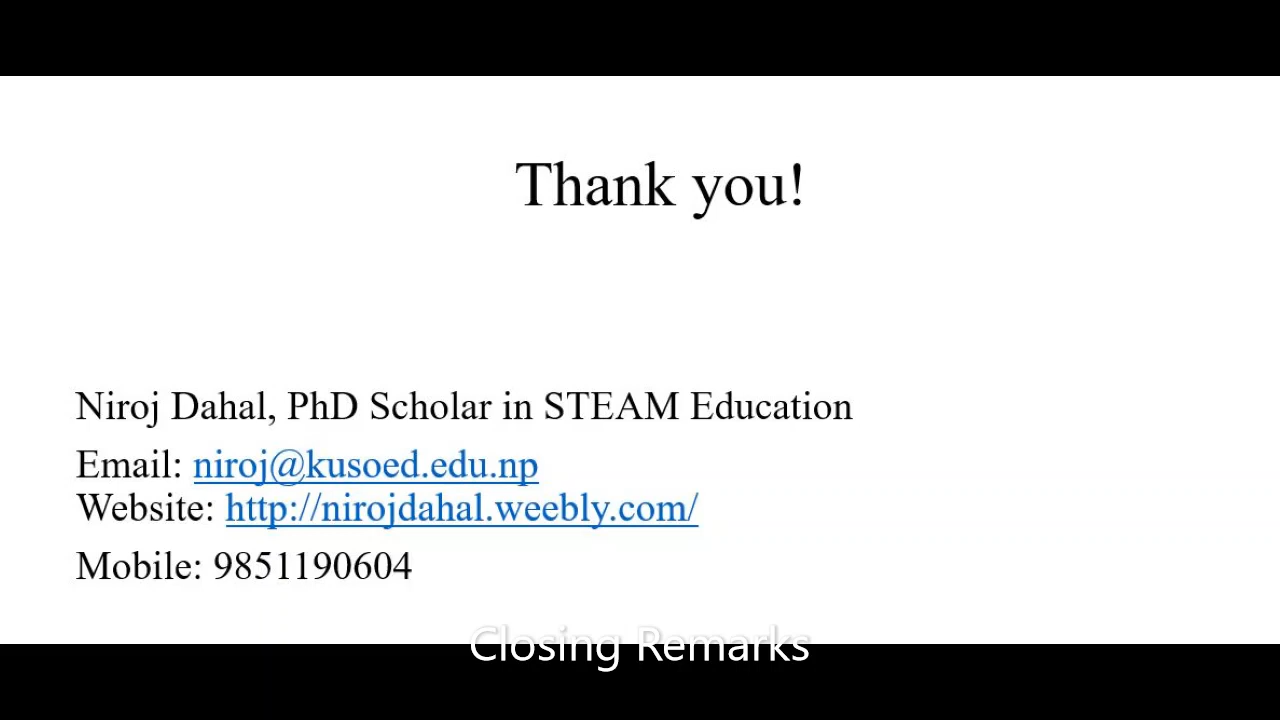 Thank you!
Niroj Dahal, PhD Scholar in STEAM Education
Email: niroj@kusoed.edu.np
Website: http://nirojdahal.weebly.com/
Mobile: 9851190604
Closing Remarks